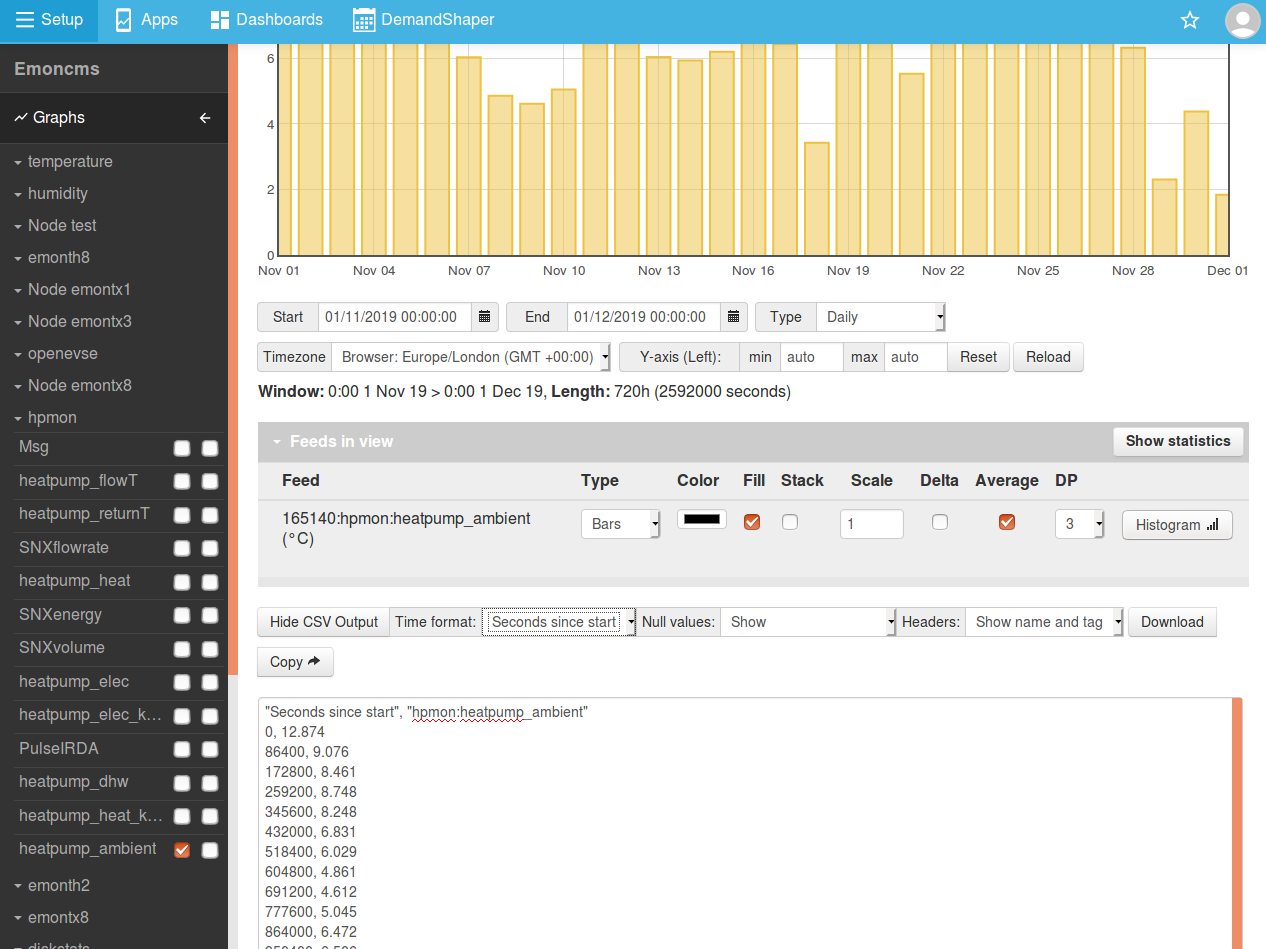 Setup Apps Dashboards DemandShaper
Emoncms
Graphs
temperature
humidity
Node test
emonth8
Node emontx1
Node emontx3
openevse
Node emontx8
hpmon
Msg
heatpump_flowT
heatpump_returnT
SNXflowrate
heatpump_heat
SNXenergy
SNXvolume
heatpump_elec
heatpump_elec_k...
PulseIRDA
heatpump_dhw
heatpump_heat_k...
heatpump_ambient
emonth2
emontx8
diskstats
6
4
2
0
Nov 01 Nov 04 Nov 07 Nov 10 Nov 13 Nov 16 Nov 19 Nov 22 Nov 25 Nov 28 Dec 01
Start 01/11/2019 00:00:00 End 01/12/2019 00:00:00 Type Daily
Timezone Browser: Europe/London (GMT +00:00) Y-axis (Left): min auto max auto Reset Reload
Window: 0:00 1 Nov 19 > 0:00 1 Dec 19, Length: 720h (2592000 seconds)
Feeds in view Show statistics
Feed Type Color Fill Stack Scale Delta Average DP
165140:hpmon:heatpump_ambient Bars 1 3 Histogram
(°C)
Hide CSV Output Time format: Seconds since start Null values: Show Headers: Show name and tag Download
Copy
"Seconds since start", "hpmon:heatpump_ambient"
0, 12.874
86400, 9.076
172800, 8.461
259200, 8.748
345600, 8.248
432000, 6.831
518400, 6.029
604800, 4.861
691200, 4.612
777600, 5.045
864000, 6.472